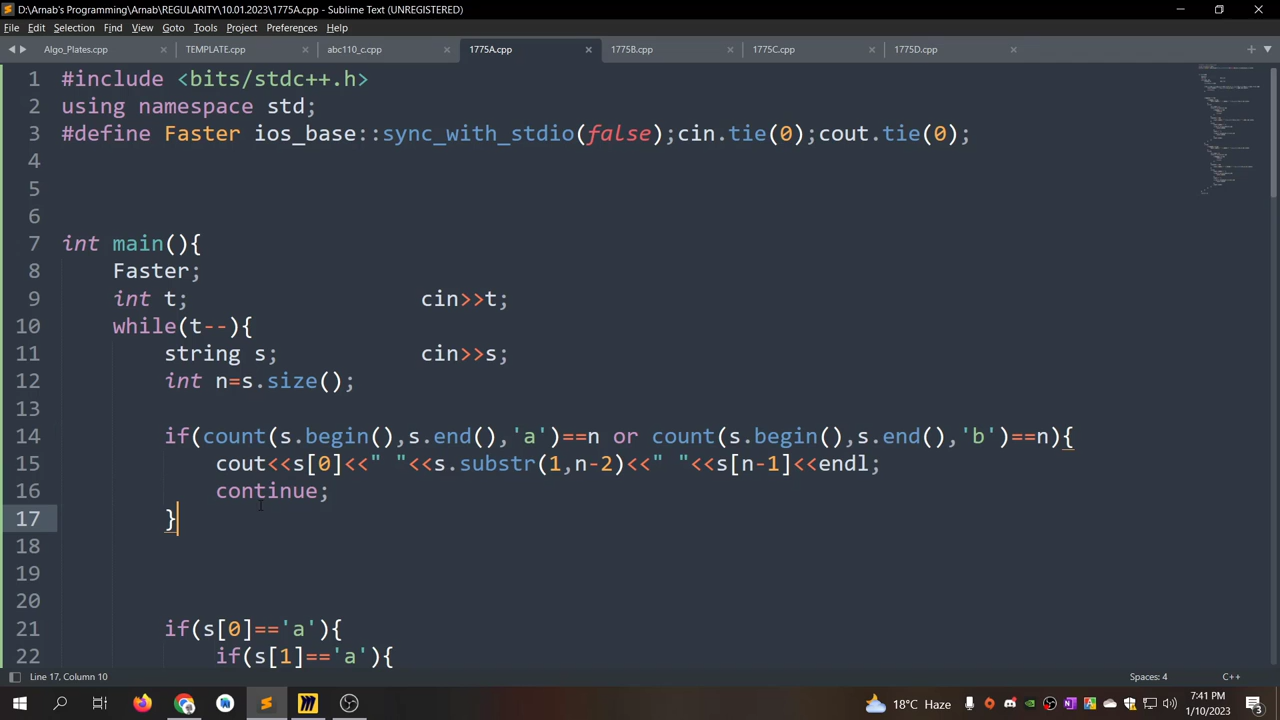 D:\Arnab's Programming\Arnab\REGULARITY\10.01.2023\1775A.cpp - Sublime Text (UNREGISTERED)
File Edit Selection Find View Goto Tools Project Preferences Help
Algo_Plates.cpp TEMPLATE.cpp abc110_c.cpp 1775A.cpp 1775B.cpp 1775C.cpp 1775D.cpp
1 #include <bits/stdc++.h>
2 using namespace std;
3 #define Faster ios_base::sync_with_stdio(false);cin.tie(0);cout.tie(0);
4
5
6
7 int main(){
8 Faster;
9 int t; cin>>t;
10 while(t--){
11 string s; cin>>s;
12 int n=s.size();
13
14 if(count(s.begin(),s.end(),'a')==n or count(s.begin(),s.end(),'b')==n){
15 cout<<s[0]<<" "<<s.substr(1,n-2)<<" "<<s[n-1]<<endl;
16 continue;
17 }
18
19
20
21 if(s[0]=='a'){
22 if(s[1]=='a'){
Line 17, Column 10 Spaces: 4 C++
18°C Haze 7:41 PM
1/10/2023 3